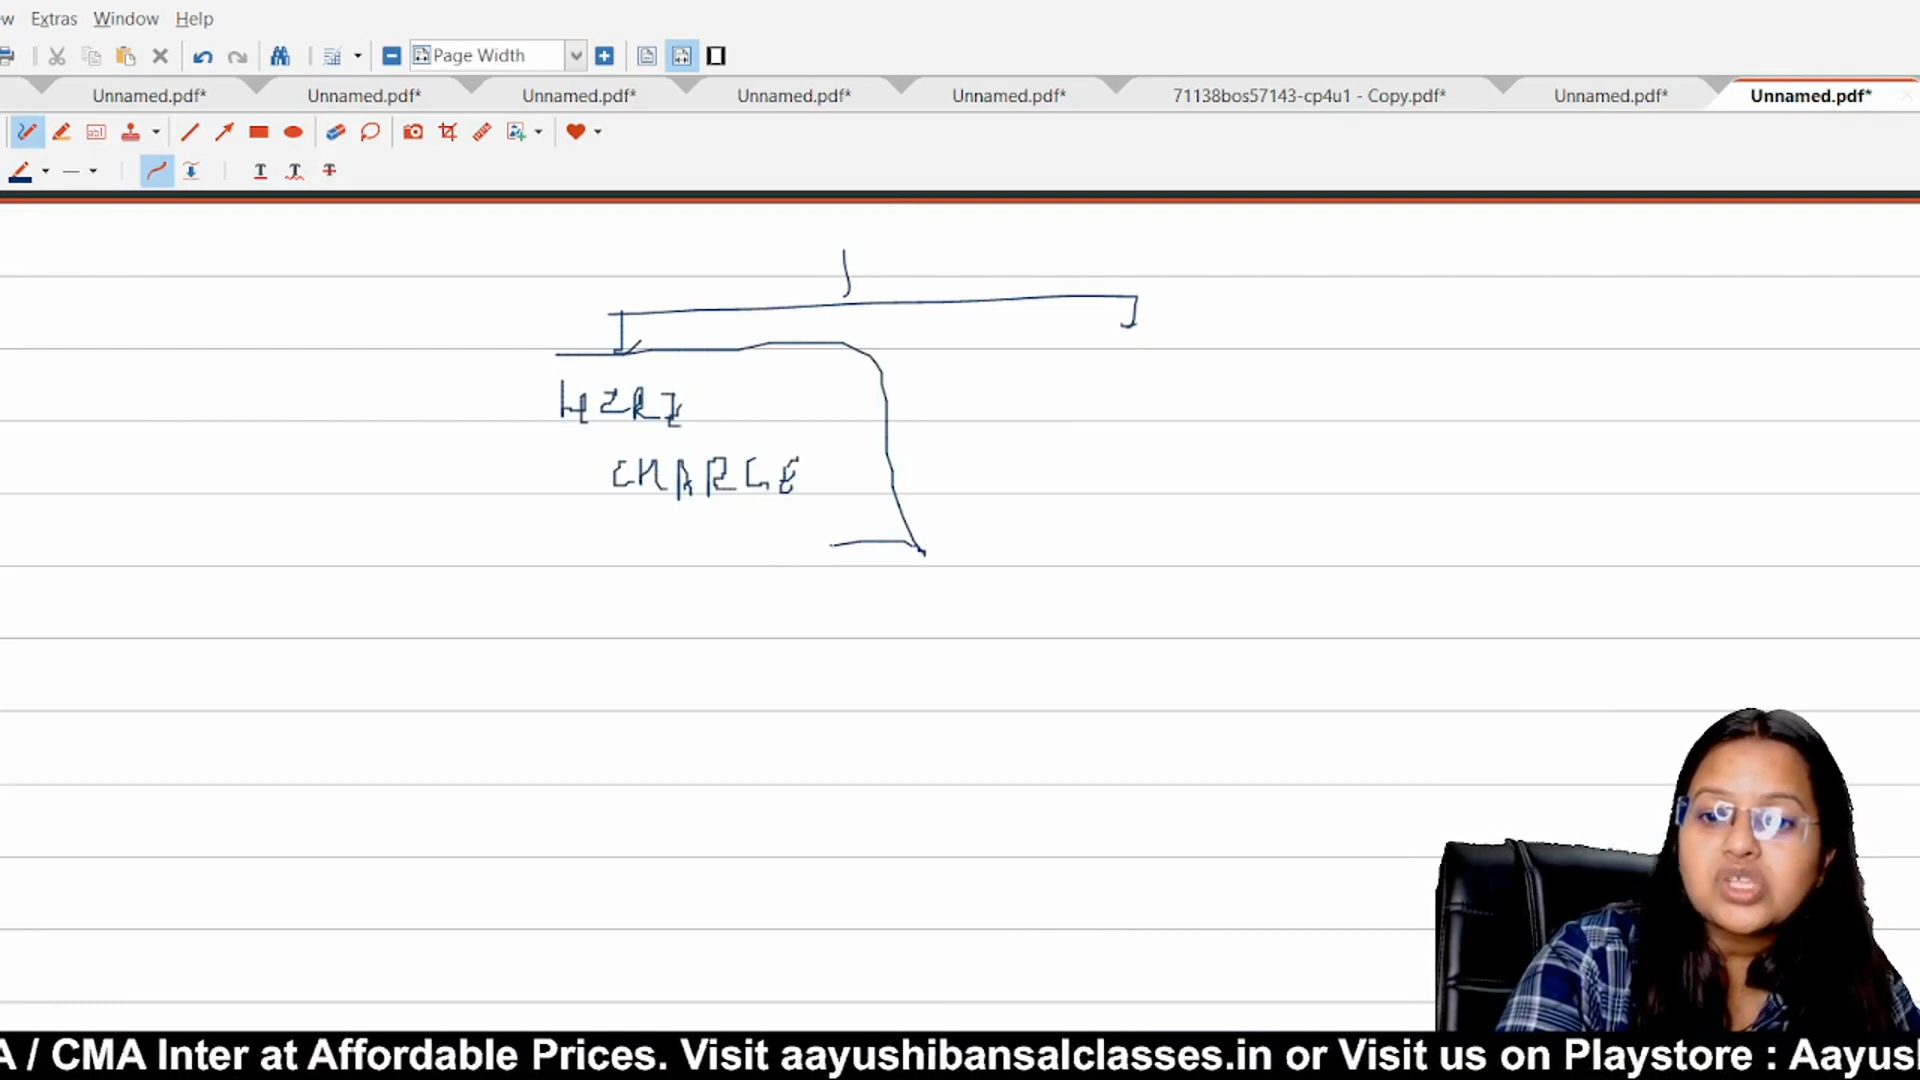 Extras Window Help
Page Width
Unnamed.pdf* Unnamed.pdf* Unnamed.pdf* Unnamed.pdf* Unnamed.pdf* 71138bos57143-cp4u1 - Copy.pdf* Unnamed.pdf* Unnamed.pdf*
CHARGE
A / CMA Inter at Affordable Prices. Visit aayushibansalclasses.in or Visit us on Playstore : Aayus